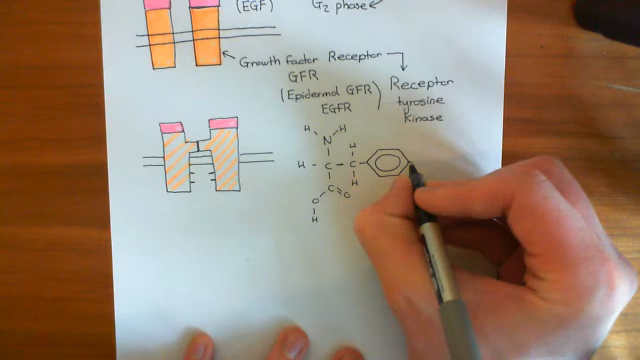 (EGF)
G2 phase
Growth factor Receptor
GFR
(Epidermal GFR)
EGFR
Receptor
tyrosine
Kinase
H H
N
H
H - C - C
H
C
O O
H